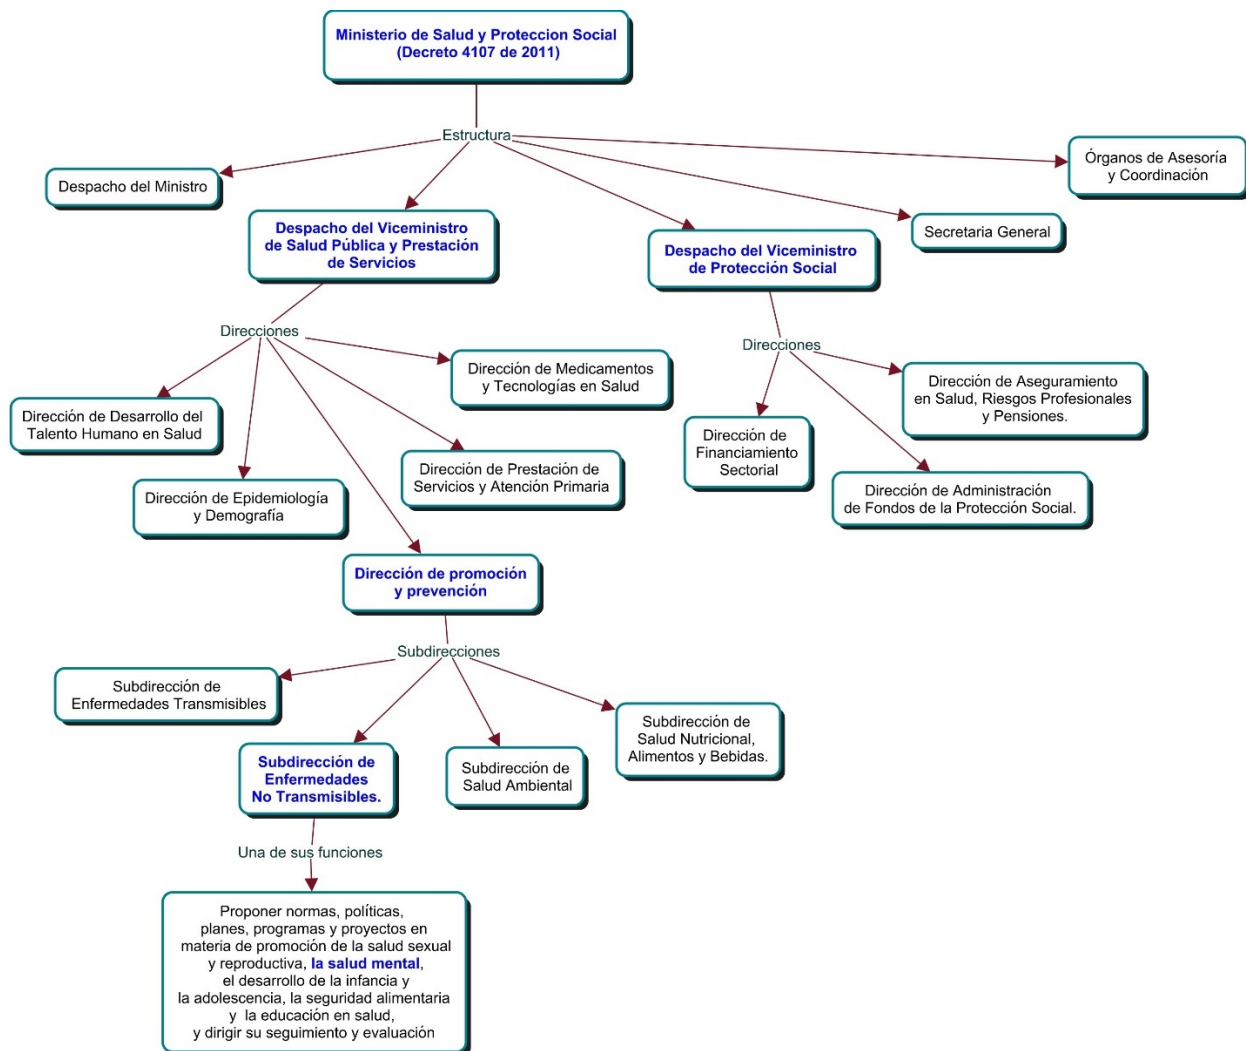 Ministerio de Salud y Proteccion Social
(Decreto 4107 de 2011)
Estructura
Despacho del Ministro
Órganos de Asesoría
y Coordinación
Despacho del Viceministro
de Salud Pública y Prestación
de Servicios
Despacho del Viceministro
de Protección Social
Secretaria General
Direcciones
Dirección de Desarrollo del
Talento Humano en Salud
Dirección de Epidemiología
y Demografía
Dirección de Medicamentos
y Tecnologías en Salud
Dirección de Prestación de
Servicios y Atención Primaria
Direcciones
Dirección de
Financiamiento
Sectorial
Dirección de Aseguramiento
en Salud, Riesgos Profesionales
y Pensiones.
Dirección de Administración
de Fondos de la Protección Social.
Dirección de promoción
y prevención
Subdirecciones
Subdirección de
Enfermedades Transmisibles
Subdirección de
Enfermedades
No Transmisibles.
Subdirección de
Salud Ambiental
Subdirección de
Salud Nutricional,
Alimentos y Bebidas.
Una de sus funciones
Proponer normas, políticas,
planes, programas y proyectos en
materia de promoción de la salud sexual
y reproductiva, la salud mental,
el desarrollo de la infancia y
la adolescencia, la seguridad alimentaria
y la educación en salud,
y dirigir su seguimiento y evaluación